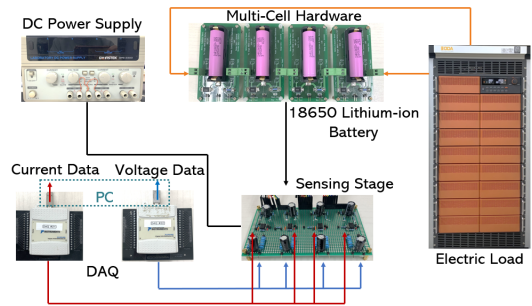 DC Power Supply
Multi-Cell Hardware
18650 Lithium-ion
Battery
Current Data
Voltage Data
PC
Sensing Stage
DAQ
Electric Load